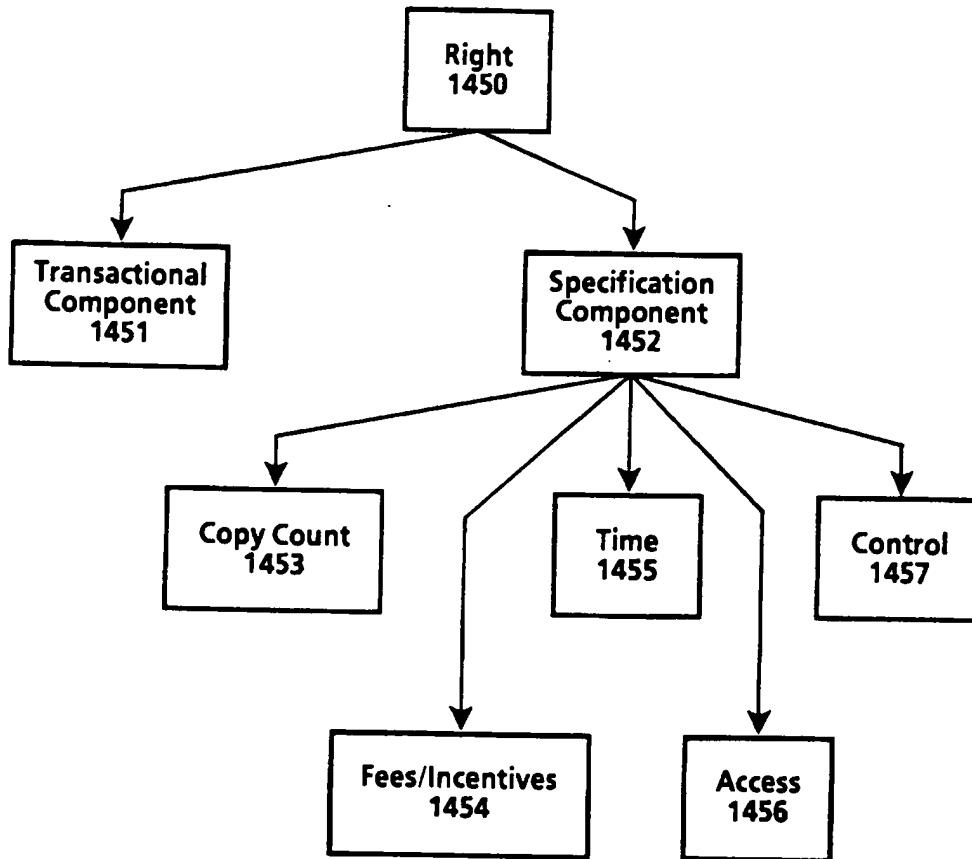 Right
1450
Transactional
Component
1451
Specification
Component
1452
Copy Count
1453
Time
1455
Control
1457
Fees/Incentives
1454
Access
1456